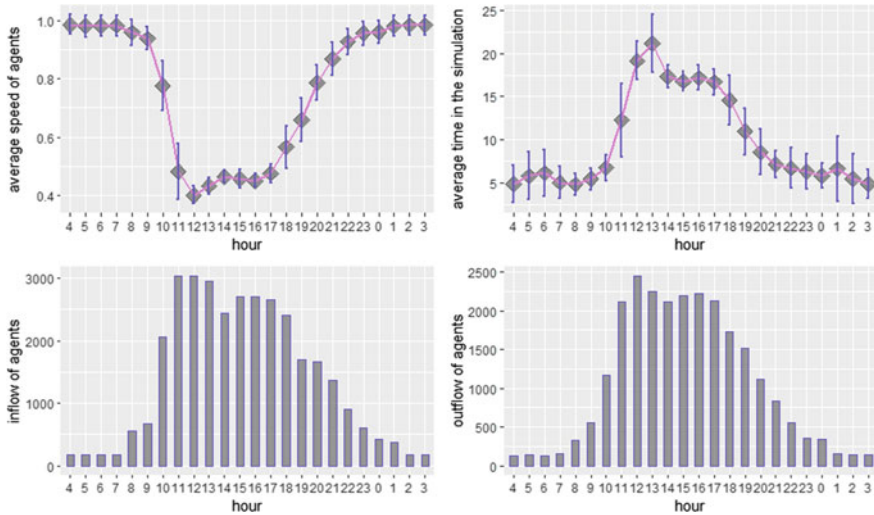 average speed of agents
1.0
0.8
0.6
0.4
4 5 6 7 8 9 10 11 12 13 14 15 16 17 18 19 20 21 22 23 0 1 2 3
hour
average time in the simulation
25
20
15
10
5
4 5 6 7 8 9 10 11 12 13 14 15 16 17 18 19 20 21 22 23 0 1 2 3
hour
inflow of agents
3000
2000
1000
0
4 5 6 7 8 9 10 11 12 13 14 15 16 17 18 19 20 21 22 23 0 1 2 3
hour
outflow of agents
2500
2000
1500
1000
500
0
4 5 6 7 8 9 10 11 12 13 14 15 16 17 18 19 20 21 22 23 0 1 2 3
hour